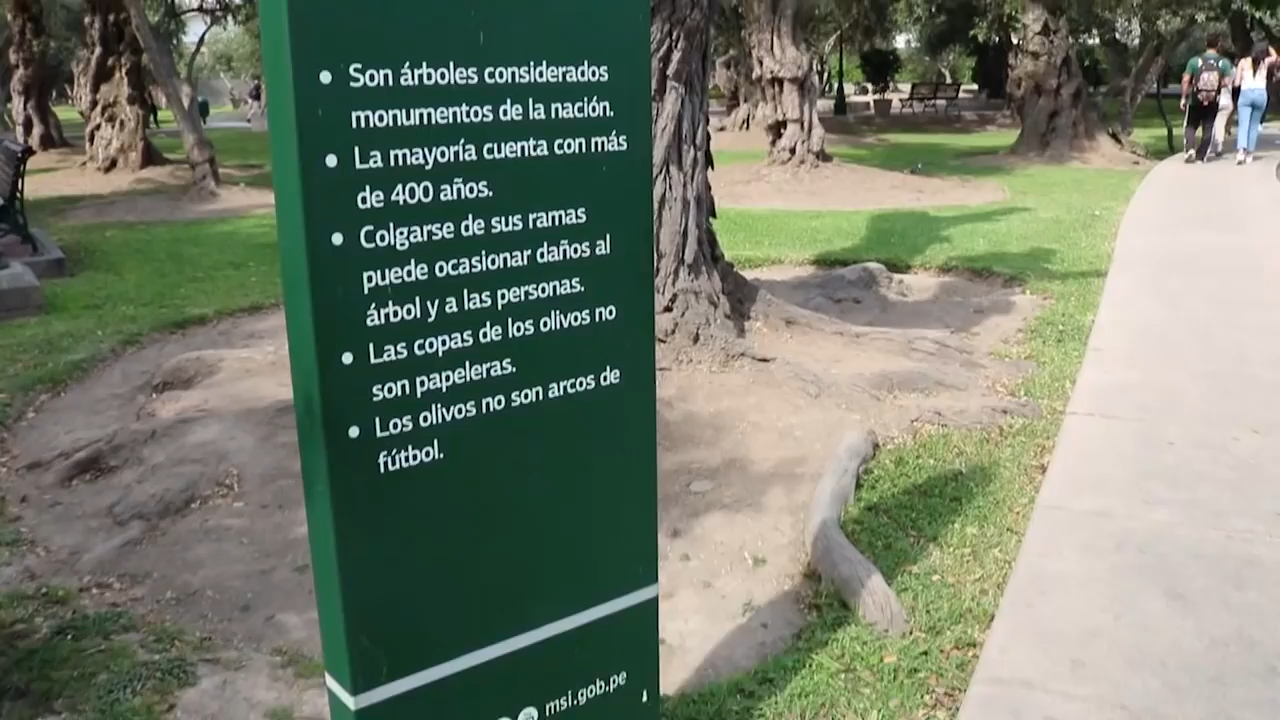 • Son árboles considerados
monumentos de la nación.
• La mayoría cuenta con más
de 400 años.
• Colgarse de sus ramas
puede ocasionar daños al
árbol y a las personas.
• Las copas de los olivos no
son papeleras.
• Los olivos no son arcos de
fútbol.
msi.gob.pe